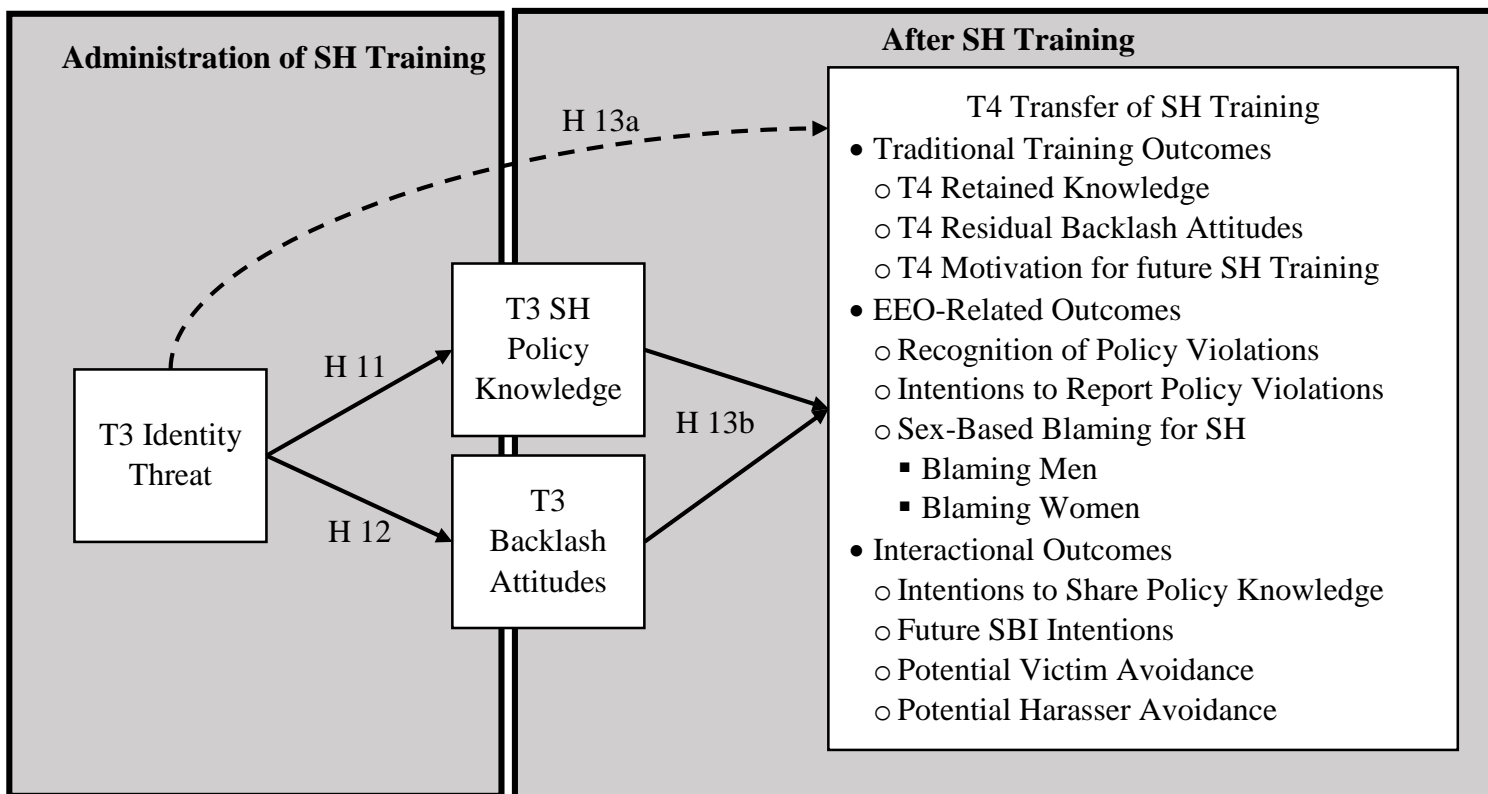 Administration of SH Training
After SH Training
H 13a
T3 Identity
Threat
H 11
H 12
T3 SH
Policy
Knowledge
T3
Backlash
Attitudes
H 13b
T4 Transfer of SH Training
• Traditional Training Outcomes
o T4 Retained Knowledge
o T4 Residual Backlash Attitudes
o T4 Motivation for future SH Training
• EEO-Related Outcomes
o Recognition of Policy Violations
o Intentions to Report Policy Violations
o Sex-Based Blaming for SH
▪ Blaming Men
▪ Blaming Women
• Interactional Outcomes
o Intentions to Share Policy Knowledge
o Future SBI Intentions
o Potential Victim Avoidance
o Potential Harasser Avoidance